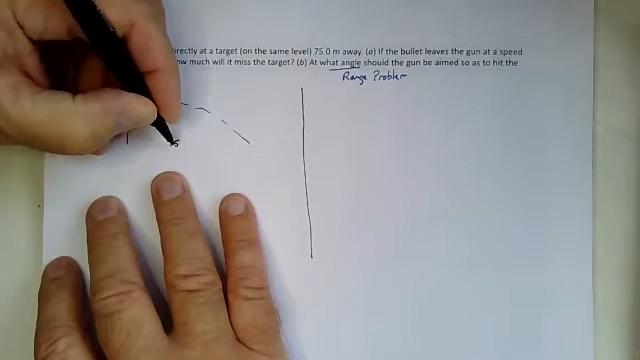 directly at a target (on the same level) 75.0 m away. (a) If the bullet leaves the gun at a speed
how much will it miss the target? (b) At what angle should the gun be aimed so as to hit the
Range Problem